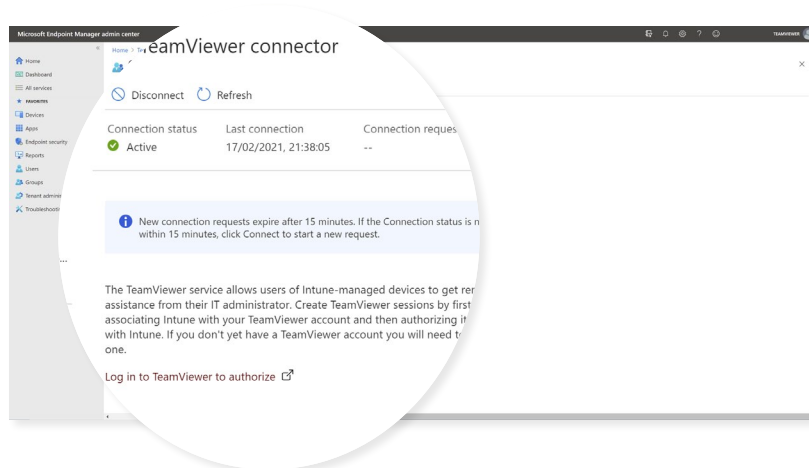 Microsoft Endpoint Manager admin center
TEAMVIEWER
Home
Dashboard
All services
FAVORITES
Devices
Apps
Endpoint security
Reports
Users
Groups
Tenant adminis
Troubleshooti
Home > Te
eamViewer connector
Disconnect Refresh
Connection status Last connection Connection reques
Active 17/02/2021, 21:38:05 --
New connection requests expire after 15 minutes. If the Connection status is n
within 15 minutes, click Connect to start a new request.
The TeamViewer service allows users of Intune-managed devices to get rem
assistance from their IT administrator. Create TeamViewer sessions by first
associating Intune with your TeamViewer account and then authorizing it
with Intune. If you don't yet have a TeamViewer account you will need to
one.
Log in to TeamViewer to authorize